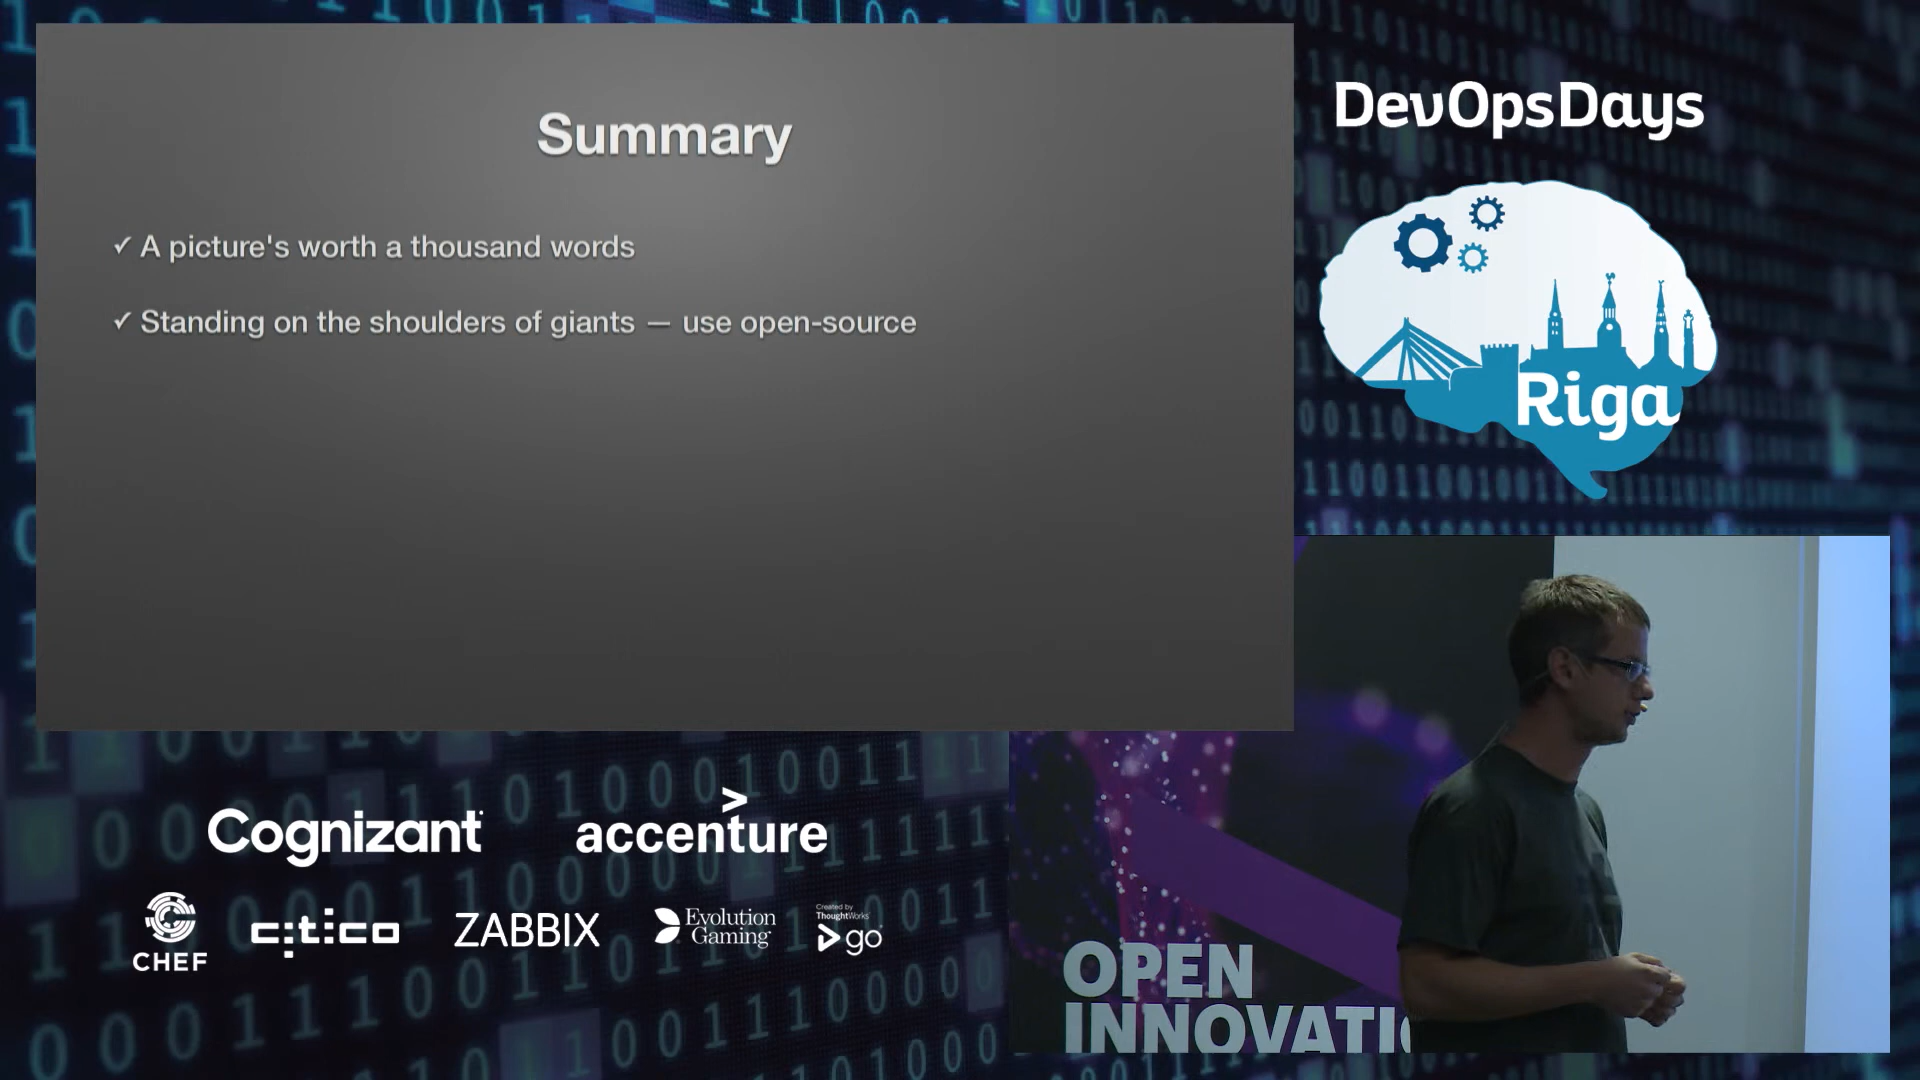 Summary
✓ A picture's worth a thousand words
✓ Standing on the shoulders of giants — use open-source
DevOpsDays
Riga
Cognizant
accenture
CHEF
citico
ZABBIX
Evolution
Gaming
Created by
ThoughtWorks
go
OPEN
INNOVATI